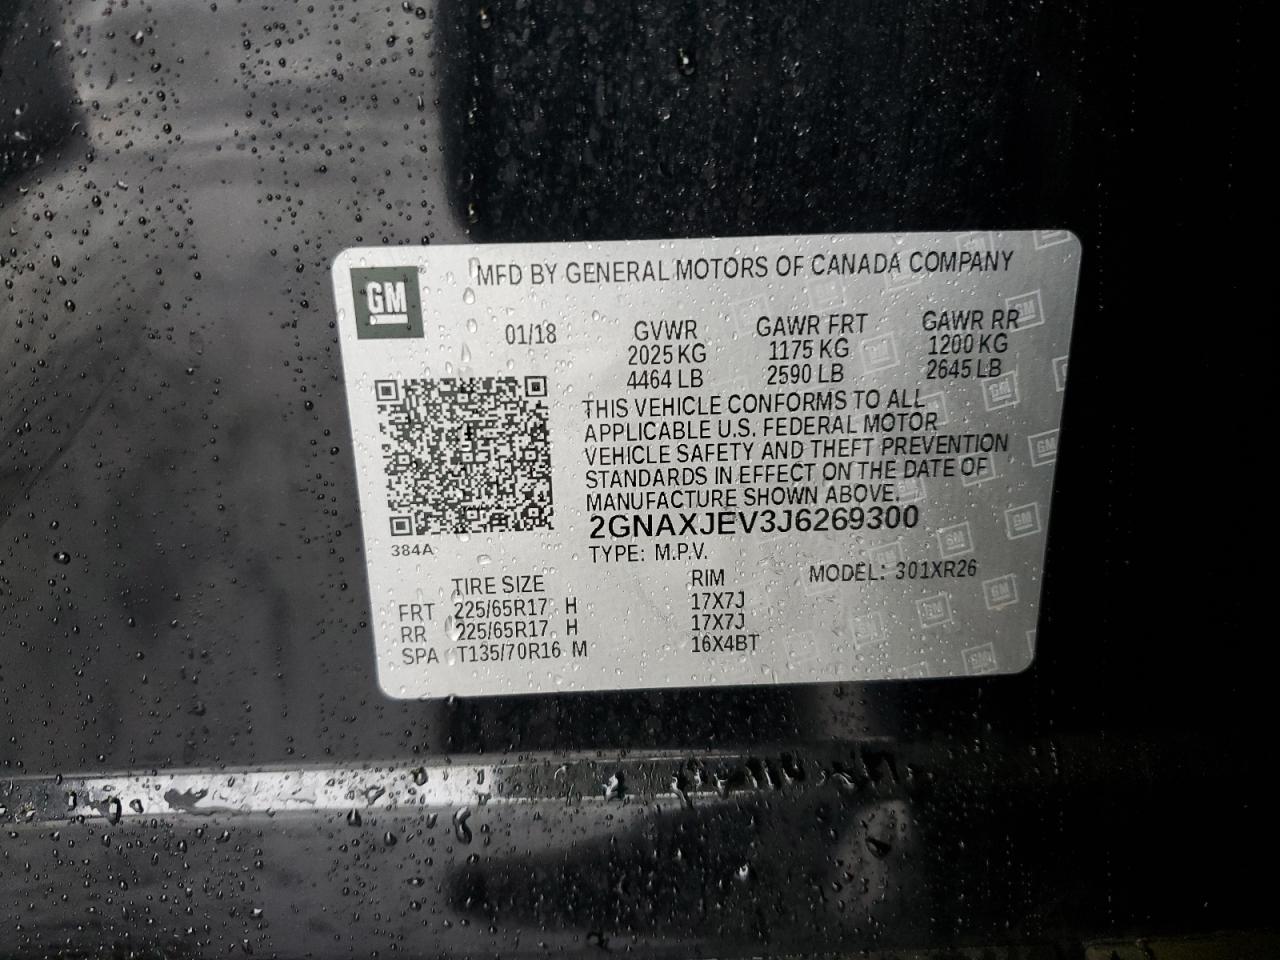 MFD BY GENERAL MOTORS OF CANADA COMPANY
GM
01/18 GVWR GAWR FRT GAWR RR
2025 KG 1175 KG 1200 KG
4464 LB 2590 LB 2645 LB
THIS VEHICLE CONFORMS TO ALL
APPLICABLE U.S. FEDERAL MOTOR
VEHICLE SAFETY AND THEFT PREVENTION
STANDARDS IN EFFECT ON THE DATE OF
MANUFACTURE SHOWN ABOVE.
2GNAXJEV3J6269300
384A
TYPE: M.P.V.
TIRE SIZE RIM MODEL: 301XR26
FRT 225/65R17 H 17X7J
RR 225/65R17 H 17X7J
SPA T135/70R16 M 16X4BT